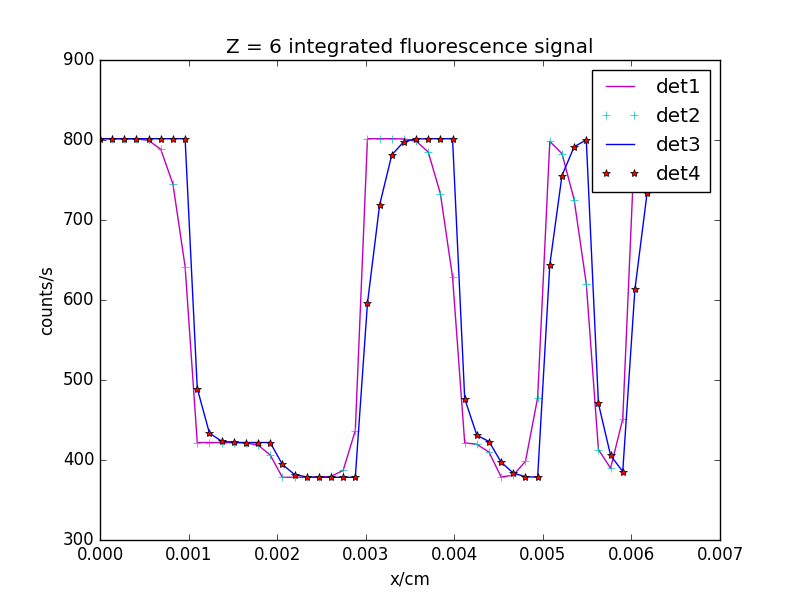 Z = 6 integrated fluorescence signal
900
800
700
600
500
400
300
counts/s
det1
det2
det3
det4
0.000 0.001 0.002 0.003 0.004 0.005 0.006 0.007
x/cm